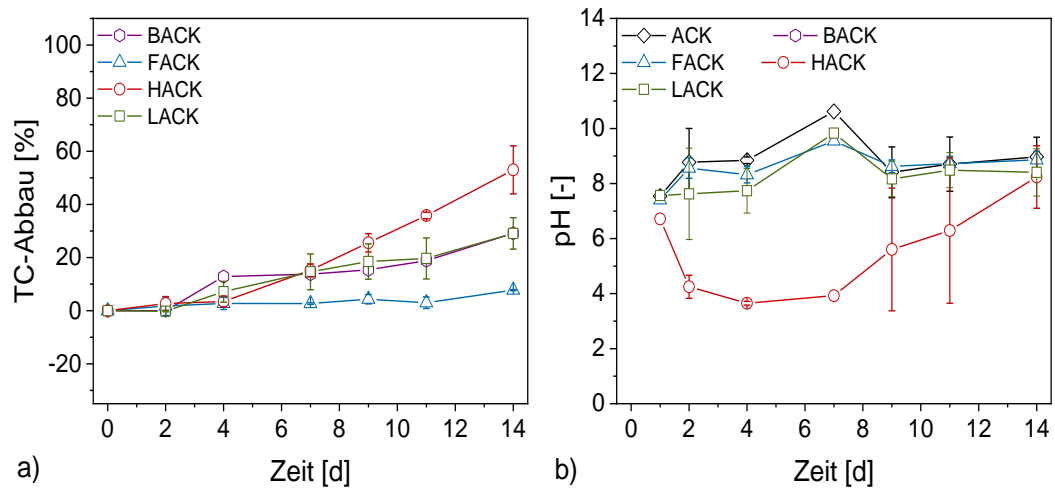 BACK
FACK
HACK
LACK
TC-Abbau [%]
100
80
60
40
20
0
-20
0 2 4 6 8 10 12 14
Zeit [d]
a)
ACK BACK
FACK HACK
LACK
pH [-]
14
12
10
8
6
4
2
0
0 2 4 6 8 10 12 14
Zeit [d]
b)